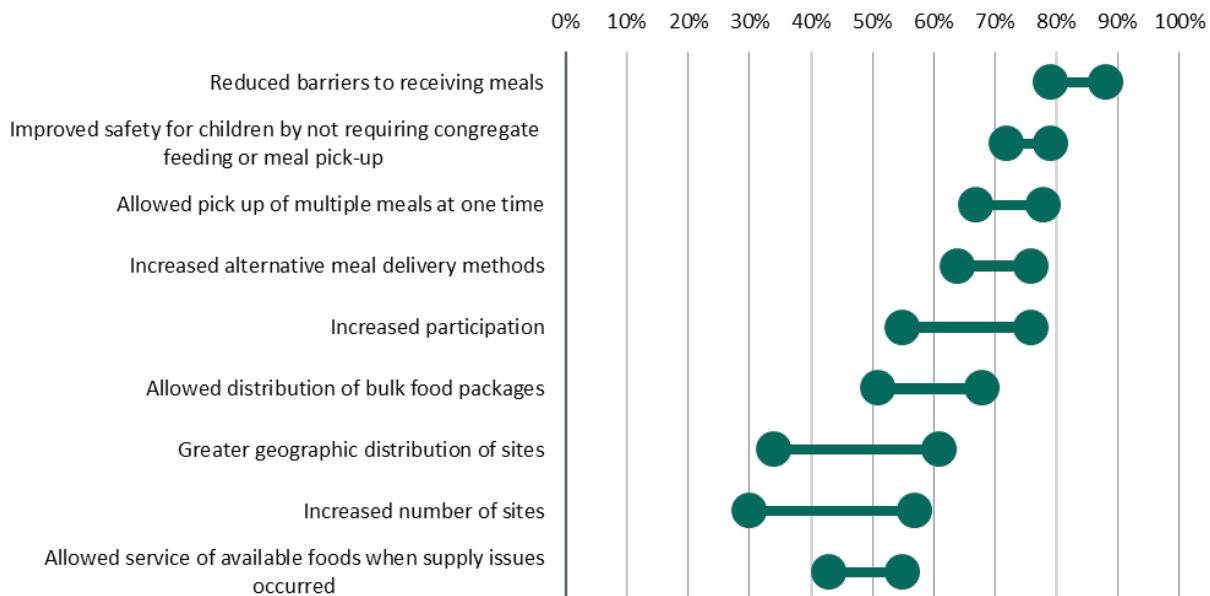 0% 10% 20% 30% 40% 50% 60% 70% 80% 90% 100%
Reduced barriers to receiving meals
Improved safety for children by not requiring congregate
feeding or meal pick-up
Allowed pick up of multiple meals at one time
Increased alternative meal delivery methods
Increased participation
Allowed distribution of bulk food packages
Greater geographic distribution of sites
Increased number of sites
Allowed service of available foods when supply issues
occurred